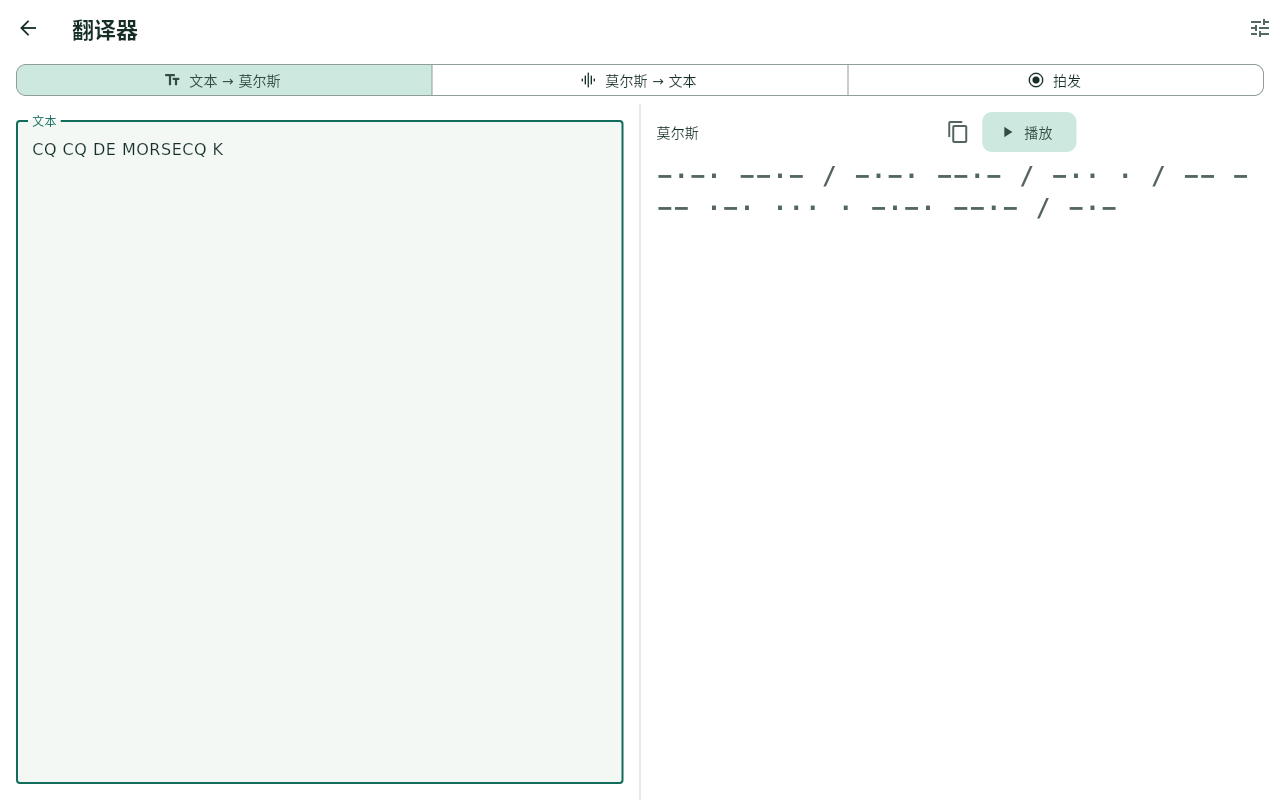 翻译器
文本 → 莫尔斯
莫尔斯 → 文本
拍发
文本
CQ CQ DE MORSECQ K
莫尔斯
播放
−·−· −−·− / −·−· −−·− / −·· · / −− −
−− ·−· ··· · −·−· −−·− / −·−